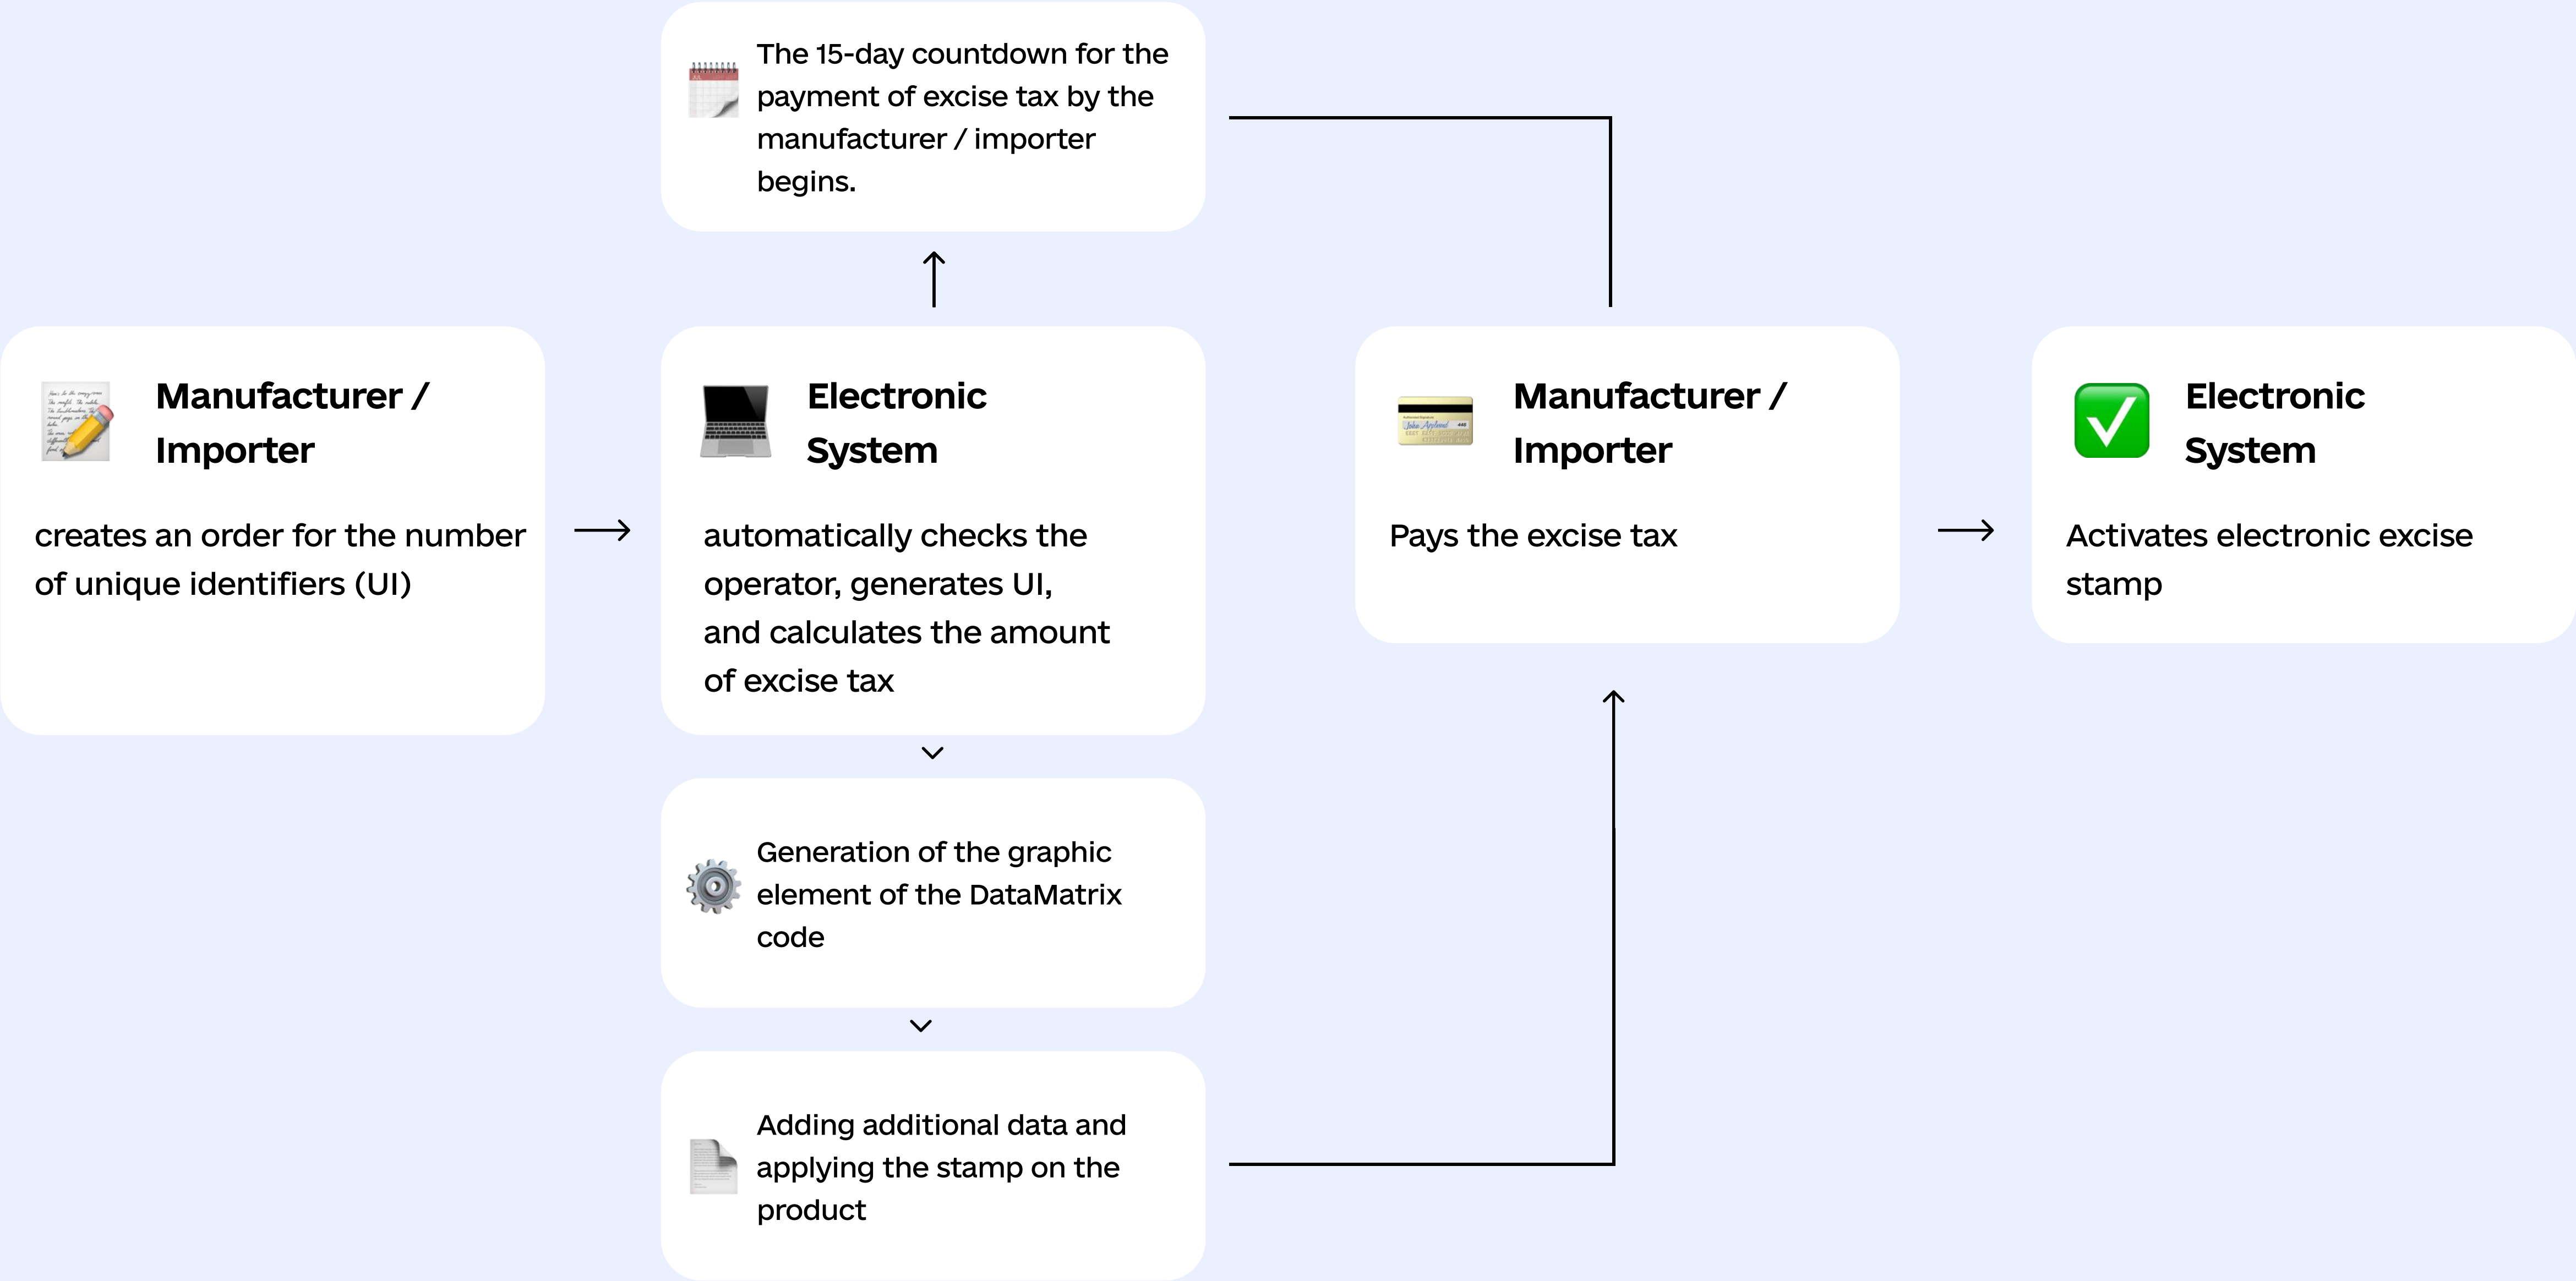 The 15-day countdown for the
payment of excise tax by the
manufacturer / importer
begins.
Manufacturer /
Importer
creates an order for the number
of unique identifiers (UI)
Electronic
System
automatically checks the
operator, generates UI,
and calculates the amount
of excise tax
Manufacturer /
Importer
Pays the excise tax
Electronic
System
Activates electronic excise
stamp
Generation of the graphic
element of the DataMatrix
code
Adding additional data and
applying the stamp on the
product